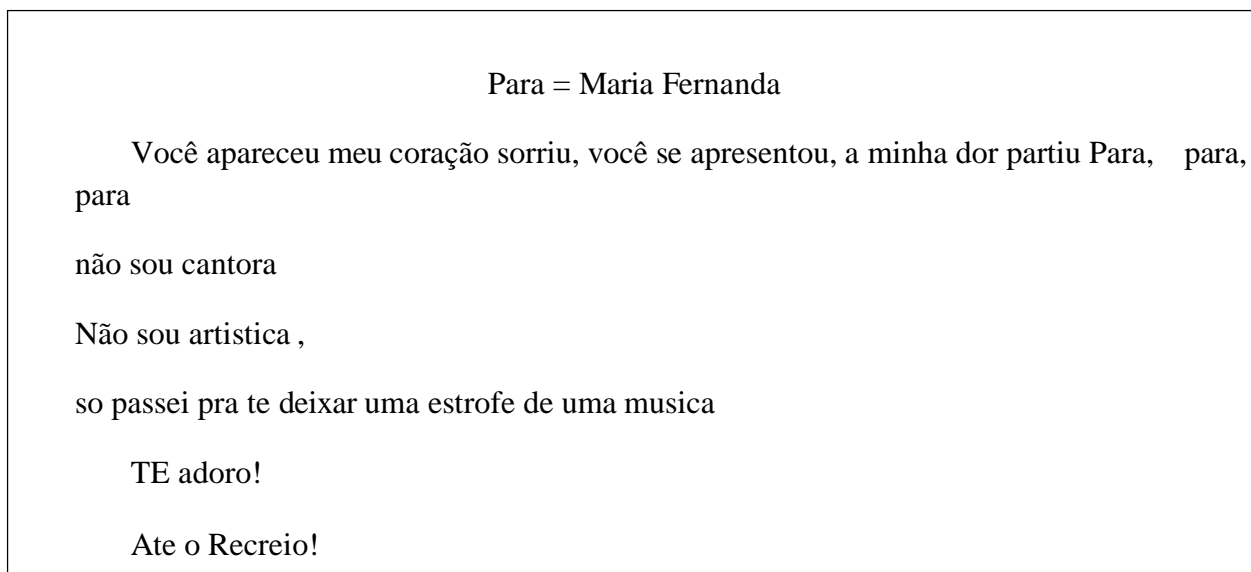 Para = Maria Fernanda
Você apareceu meu coração sorriu, você se apresentou, a minha dor partiu Para, para,
para
não sou cantora
Não sou artistica ,
so passei pra te deixar uma estrofe de uma musica
TE adoro!
Ate o Recreio!